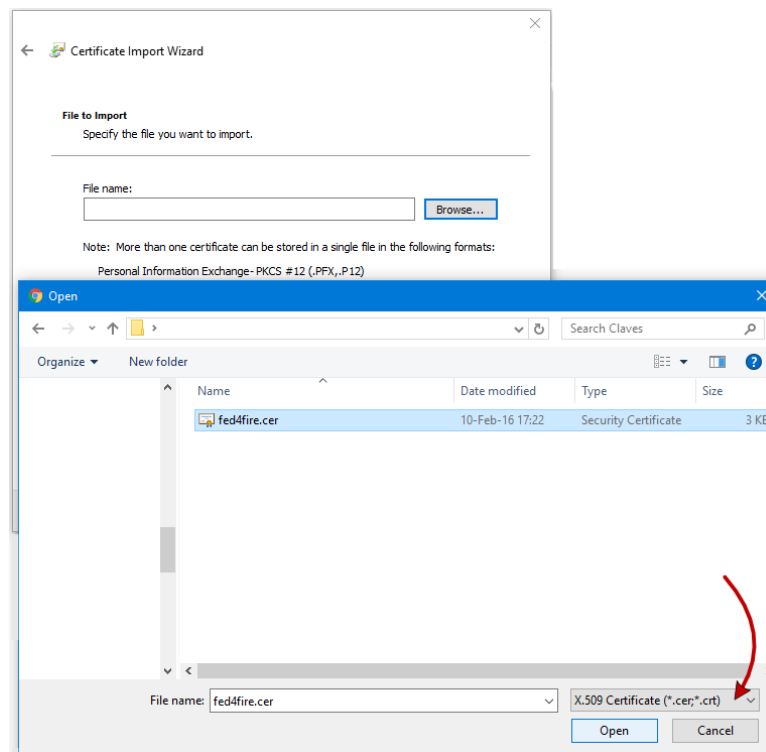 Certificate Import Wizard
File to Import
Specify the file you want to import.
File name:
Browse...
Note: More than one certificate can be stored in a single file in the following formats:
Personal Information Exchange- PKCS #12 (.PFX,.P12)
Open
Search Claves
Organize New folder
Name Date modified Type Size
fed4fire.cer 10-Feb-16 17:22 Security Certificate 3 KB
File name: fed4fire.cer X.509 Certificate (*.cer;*.crt)
Open Cancel